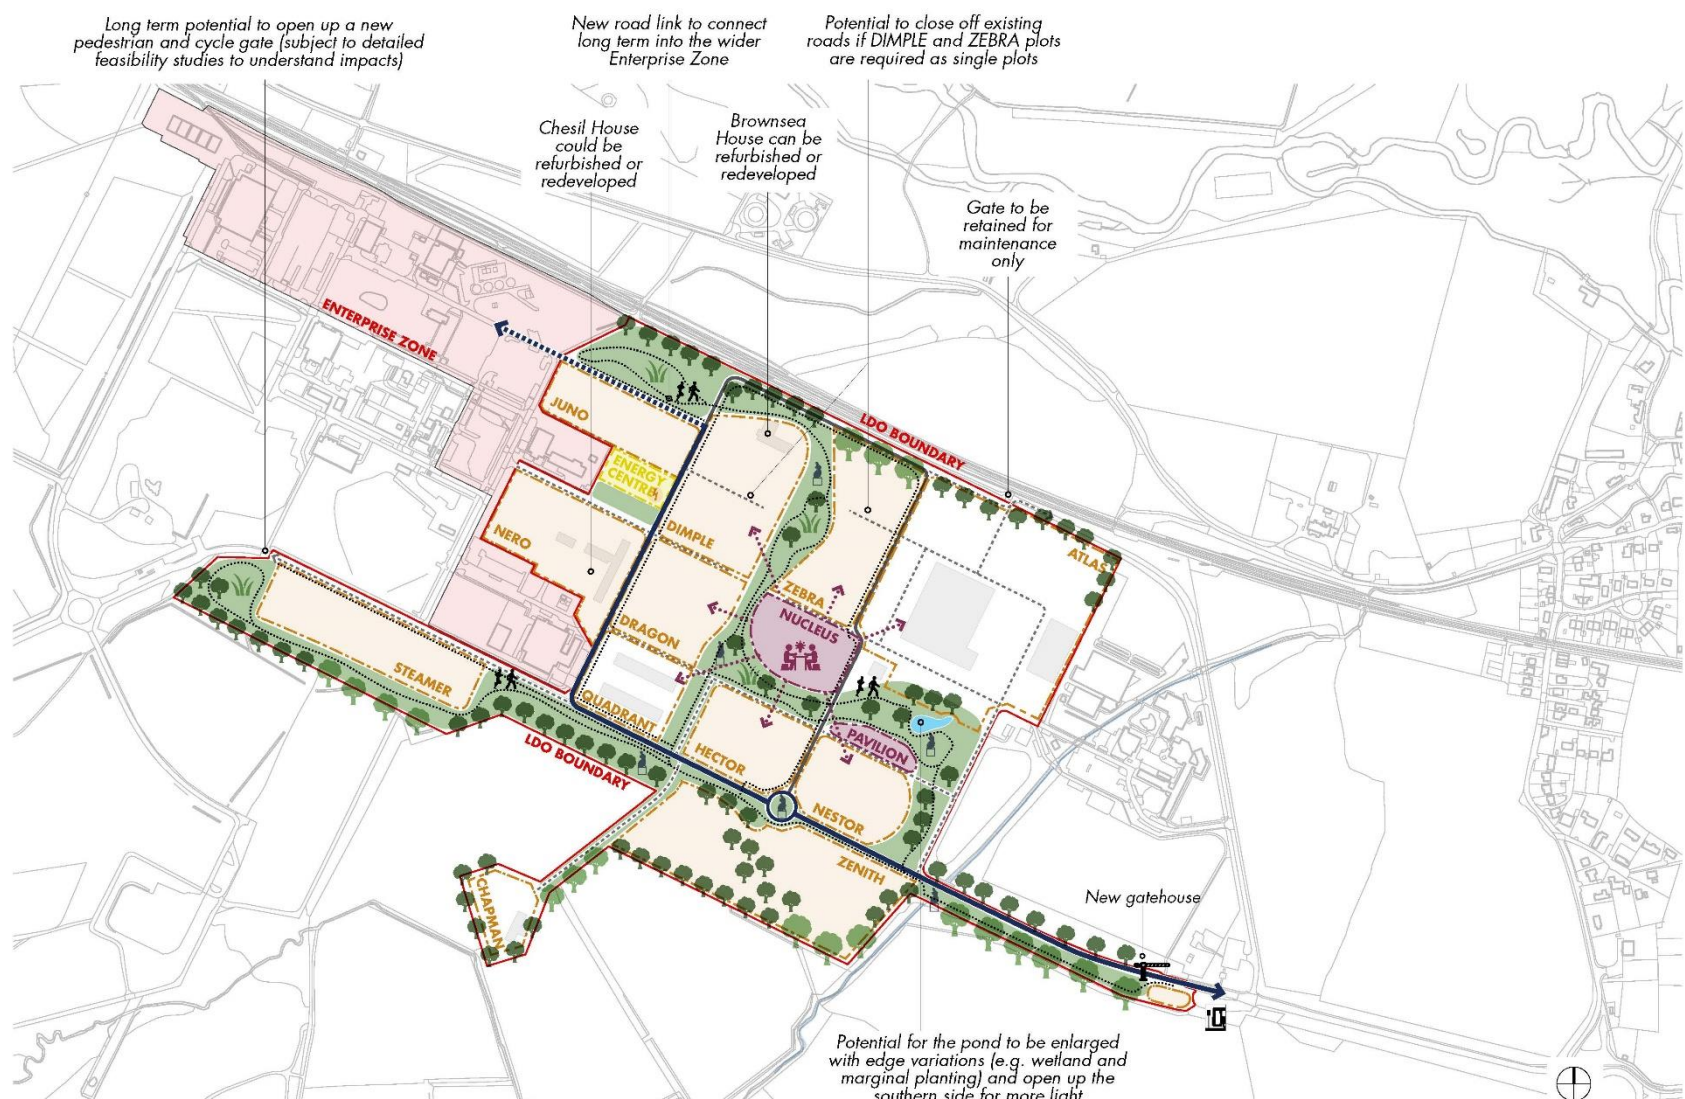 Long term potential to open up a new
pedestrian and cycle gate (subject to detailed
feasibility studies to understand impacts)
New road link to connect
long term into the wider
Enterprise Zone
Potential to close off existing
roads if DIMPLE and ZEBRA plots
are required as single plots
Chesil House
could be
refurbished or
redeveloped
Brownsea
House can be
refurbished or
redeveloped
Gate to be
retained for
maintenance
only
ENTERPRISE ZONE
JUNO
LDO BOUNDARY
ENERGY
CENTRE
NERO
DIMPLE
ATLAS
ZEBRA
NUCLEUS
DRAGON
STEAMER
QUADRANT
PAVILION
HECTOR
LDO BOUNDARY
NESTOR
ZENITH
CHAPMAN
New gatehouse
Potential for the pond to be enlarged
with edge variations (e.g. wetland and
marginal planting) and open up the
southern side for more light